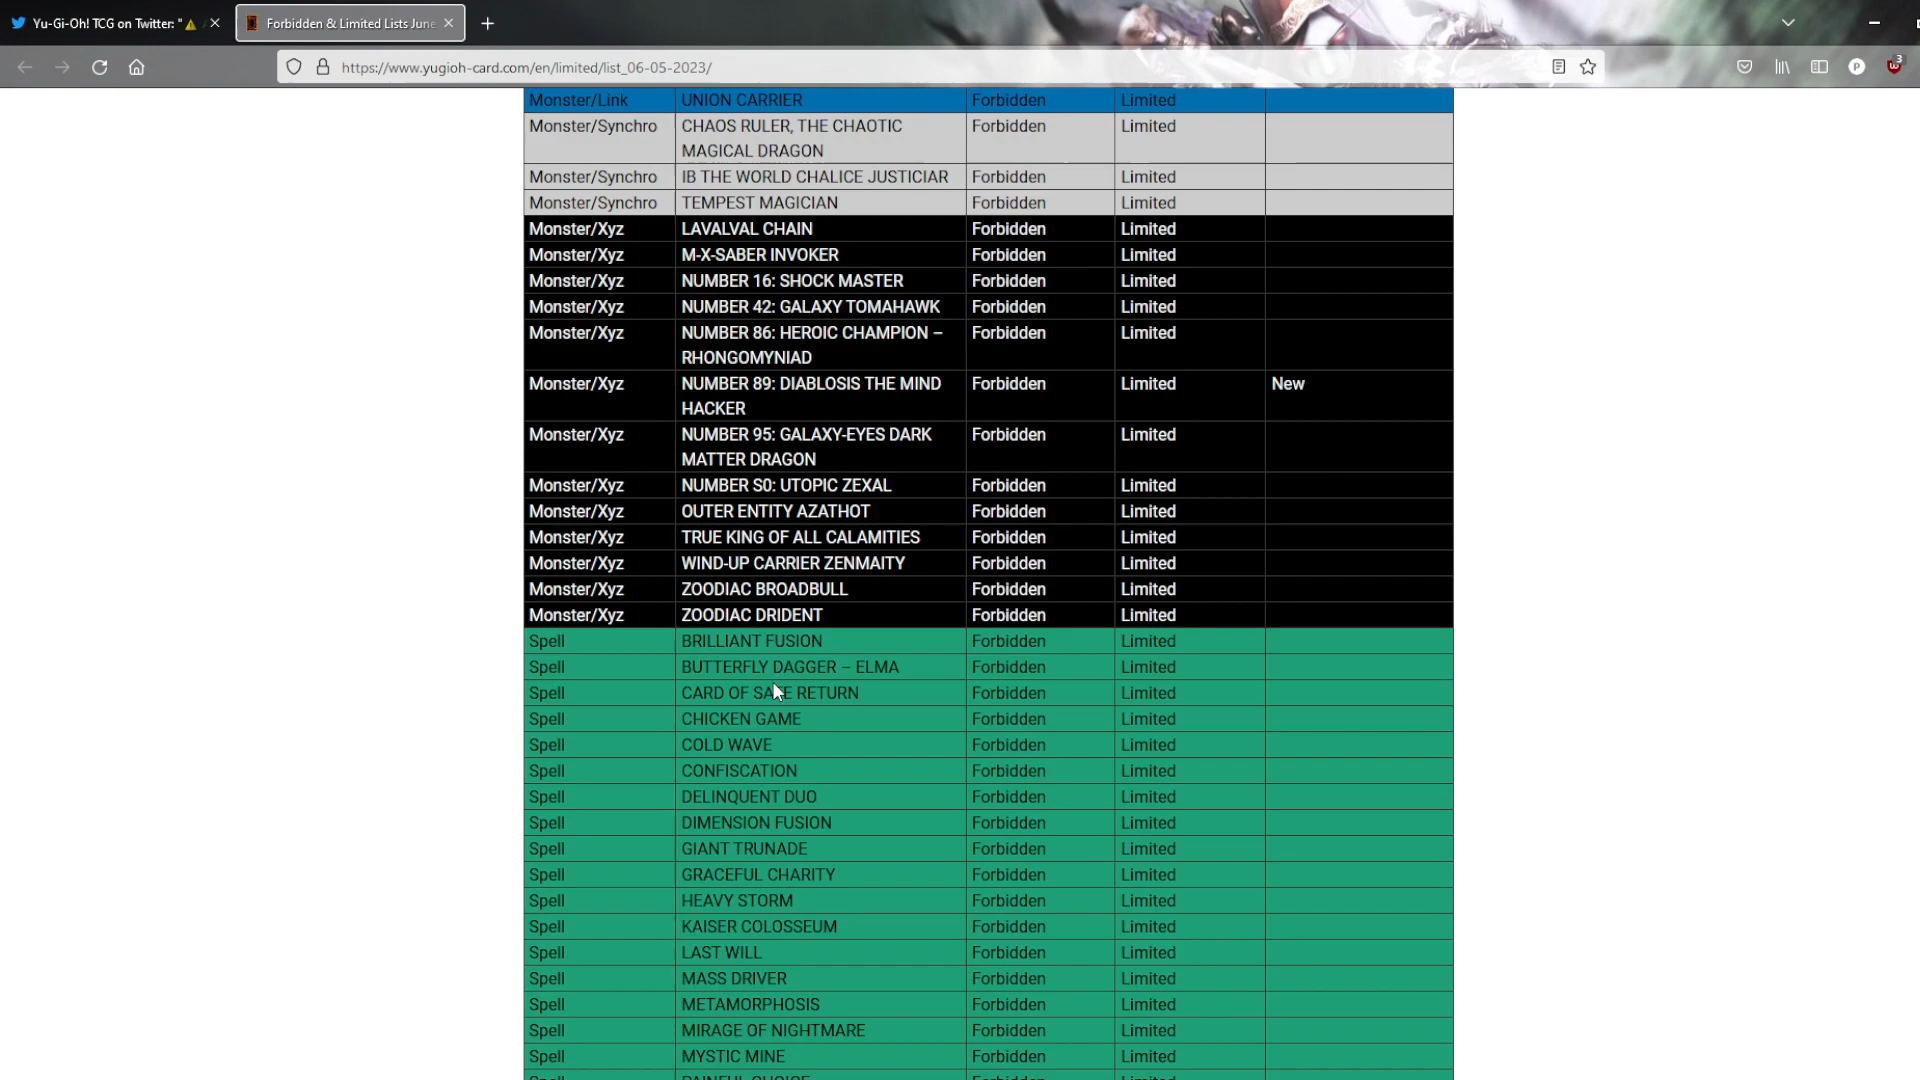 Yu-Gi-Oh! TCG on Twitter: "⚠
Forbidden & Limited Lists June
https://www.yugioh-card.com/en/limited/list_06-05-2023/
P
3
Monster/Link UNION CARRIER Forbidden Limited
Monster/Synchro CHAOS RULER, THE CHAOTIC Forbidden Limited
MAGICAL DRAGON
Monster/Synchro IB THE WORLD CHALICE JUSTICIAR Forbidden Limited
Monster/Synchro TEMPEST MAGICIAN Forbidden Limited
Monster/Xyz LAVALVAL CHAIN Forbidden Limited
Monster/Xyz M-X-SABER INVOKER Forbidden Limited
Monster/Xyz NUMBER 16: SHOCK MASTER Forbidden Limited
Monster/Xyz NUMBER 42: GALAXY TOMAHAWK Forbidden Limited
Monster/Xyz NUMBER 86: HEROIC CHAMPION – Forbidden Limited
RHONGOMYNIAD
Monster/Xyz NUMBER 89: DIABLOSIS THE MIND Forbidden Limited New
HACKER
Monster/Xyz NUMBER 95: GALAXY-EYES DARK Forbidden Limited
MATTER DRAGON
Monster/Xyz NUMBER S0: UTOPIC ZEXAL Forbidden Limited
Monster/Xyz OUTER ENTITY AZATHOT Forbidden Limited
Monster/Xyz TRUE KING OF ALL CALAMITIES Forbidden Limited
Monster/Xyz WIND-UP CARRIER ZENMAITY Forbidden Limited
Monster/Xyz ZOODIAC BROADBULL Forbidden Limited
Monster/Xyz ZOODIAC DRIDENT Forbidden Limited
Spell BRILLIANT FUSION Forbidden Limited
Spell BUTTERFLY DAGGER – ELMA Forbidden Limited
Spell CARD OF SAFE RETURN Forbidden Limited
Spell CHICKEN GAME Forbidden Limited
Spell COLD WAVE Forbidden Limited
Spell CONFISCATION Forbidden Limited
Spell DELINQUENT DUO Forbidden Limited
Spell DIMENSION FUSION Forbidden Limited
Spell GIANT TRUNADE Forbidden Limited
Spell GRACEFUL CHARITY Forbidden Limited
Spell HEAVY STORM Forbidden Limited
Spell KAISER COLOSSEUM Forbidden Limited
Spell LAST WILL Forbidden Limited
Spell MASS DRIVER Forbidden Limited
Spell METAMORPHOSIS Forbidden Limited
Spell MIRAGE OF NIGHTMARE Forbidden Limited
Spell MYSTIC MINE Forbidden Limited
Spell PAINFUL CHOICE Forbidden Limited